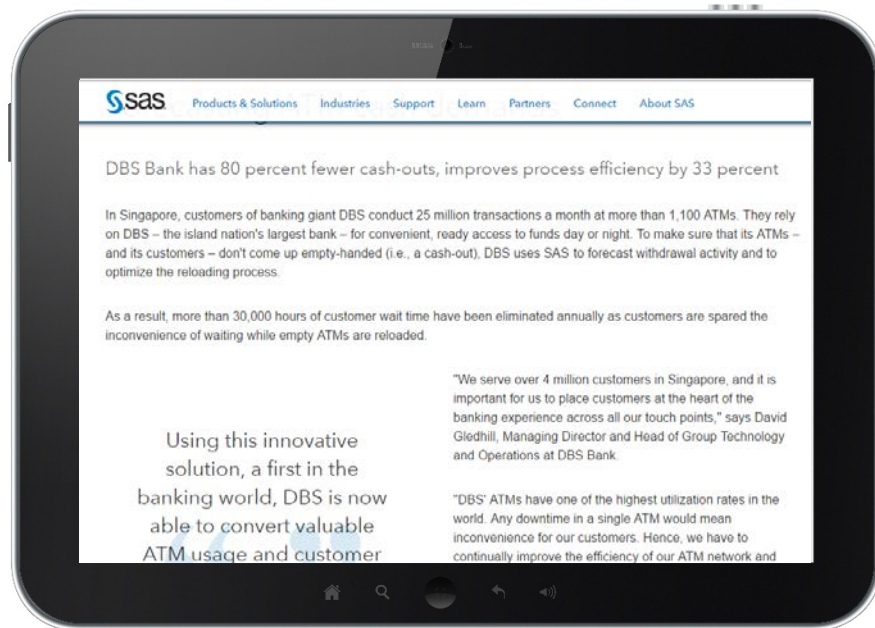 sas
Products & Solutions Industries Support Learn Partners Connect About SAS
DBS Bank has 80 percent fewer cash-outs, improves process efficiency by 33 percent
In Singapore, customers of banking giant DBS conduct 25 million transactions a month at more than 1,100 ATMs. They rely
on DBS – the island nation's largest bank – for convenient, ready access to funds day or night. To make sure that its ATMs –
and its customers – don't come up empty-handed (i.e., a cash-out), DBS uses SAS to forecast withdrawal activity and to
optimize the reloading process.
As a result, more than 30,000 hours of customer wait time have been eliminated annually as customers are spared the
inconvenience of waiting while empty ATMs are reloaded.
Using this innovative
solution, a first in the
banking world, DBS is now
able to convert valuable
ATM usage and customer
"We serve over 4 million customers in Singapore, and it is
important for us to place customers at the heart of the
banking experience across all our touch points," says David
Gledhill, Managing Director and Head of Group Technology
and Operations at DBS Bank.
"DBS' ATMs have one of the highest utilization rates in the
world. Any downtime in a single ATM would mean
inconvenience for our customers. Hence, we have to
continually improve the efficiency of our ATM network and